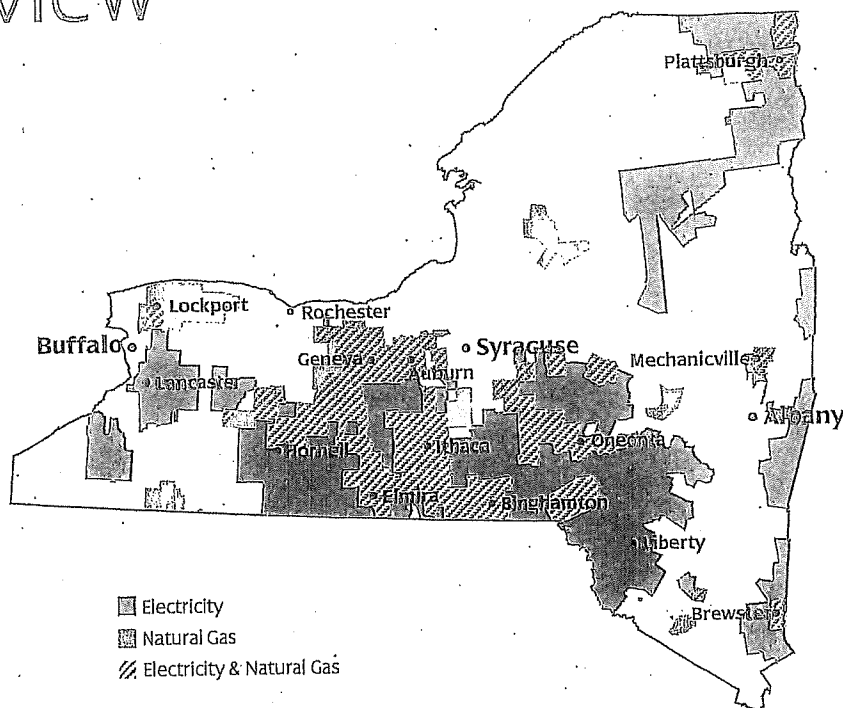 Plattsburgh
Lockport
Rochester
Buffalo
Syracuse
Geneva
Auburn
Mechanicville
Lancaster
Albany
Hornell
Ithaca
Oneonta
Elmira
Binghamton
Liberty
Brewster
Electricity
Natural Gas
Electricity & Natural Gas